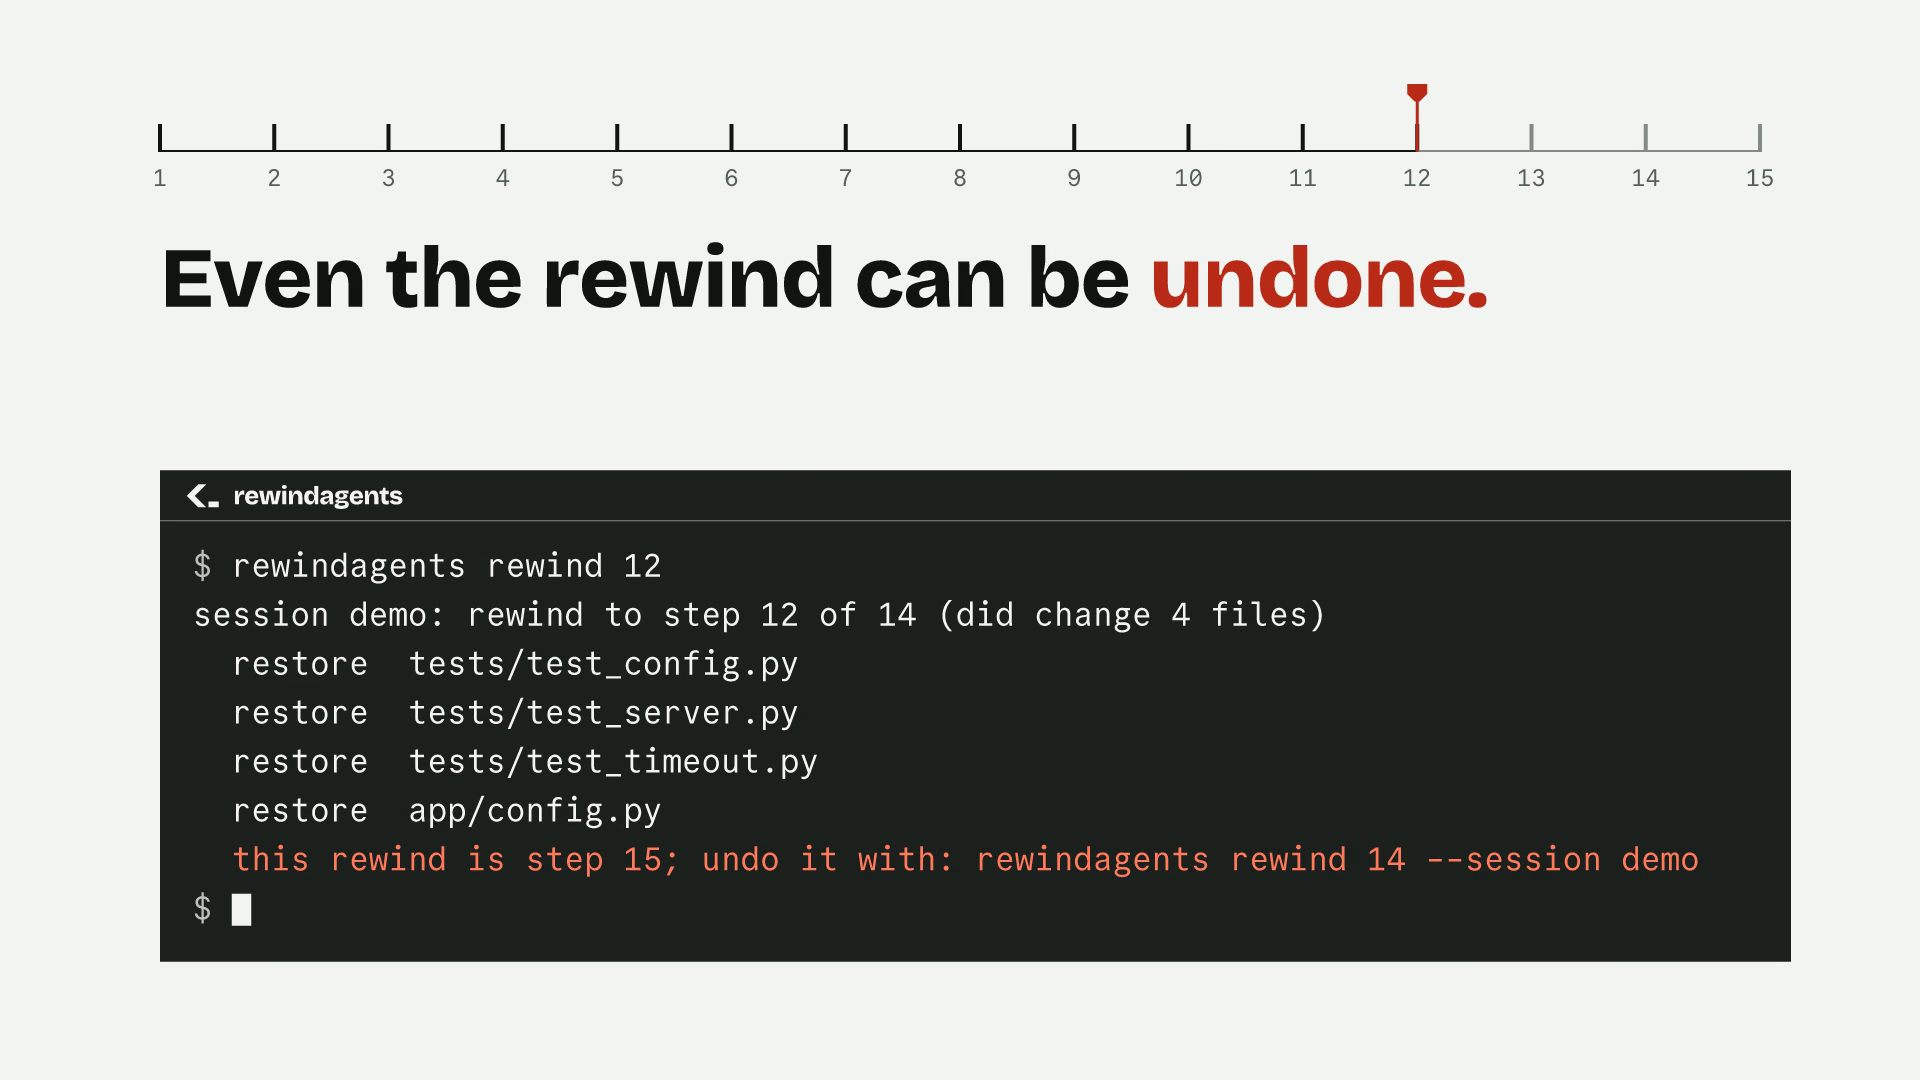 1 2 3 4 5 6 7 8 9 10 11 12 13 14 15
Even the rewind can be undone.
rewindagents
$ rewindagents rewind 12
session demo: rewind to step 12 of 14 (did change 4 files)
  restore  tests/test_config.py
  restore  tests/test_server.py
  restore  tests/test_timeout.py
  restore  app/config.py
  this rewind is step 15; undo it with: rewindagents rewind 14 --session demo
$